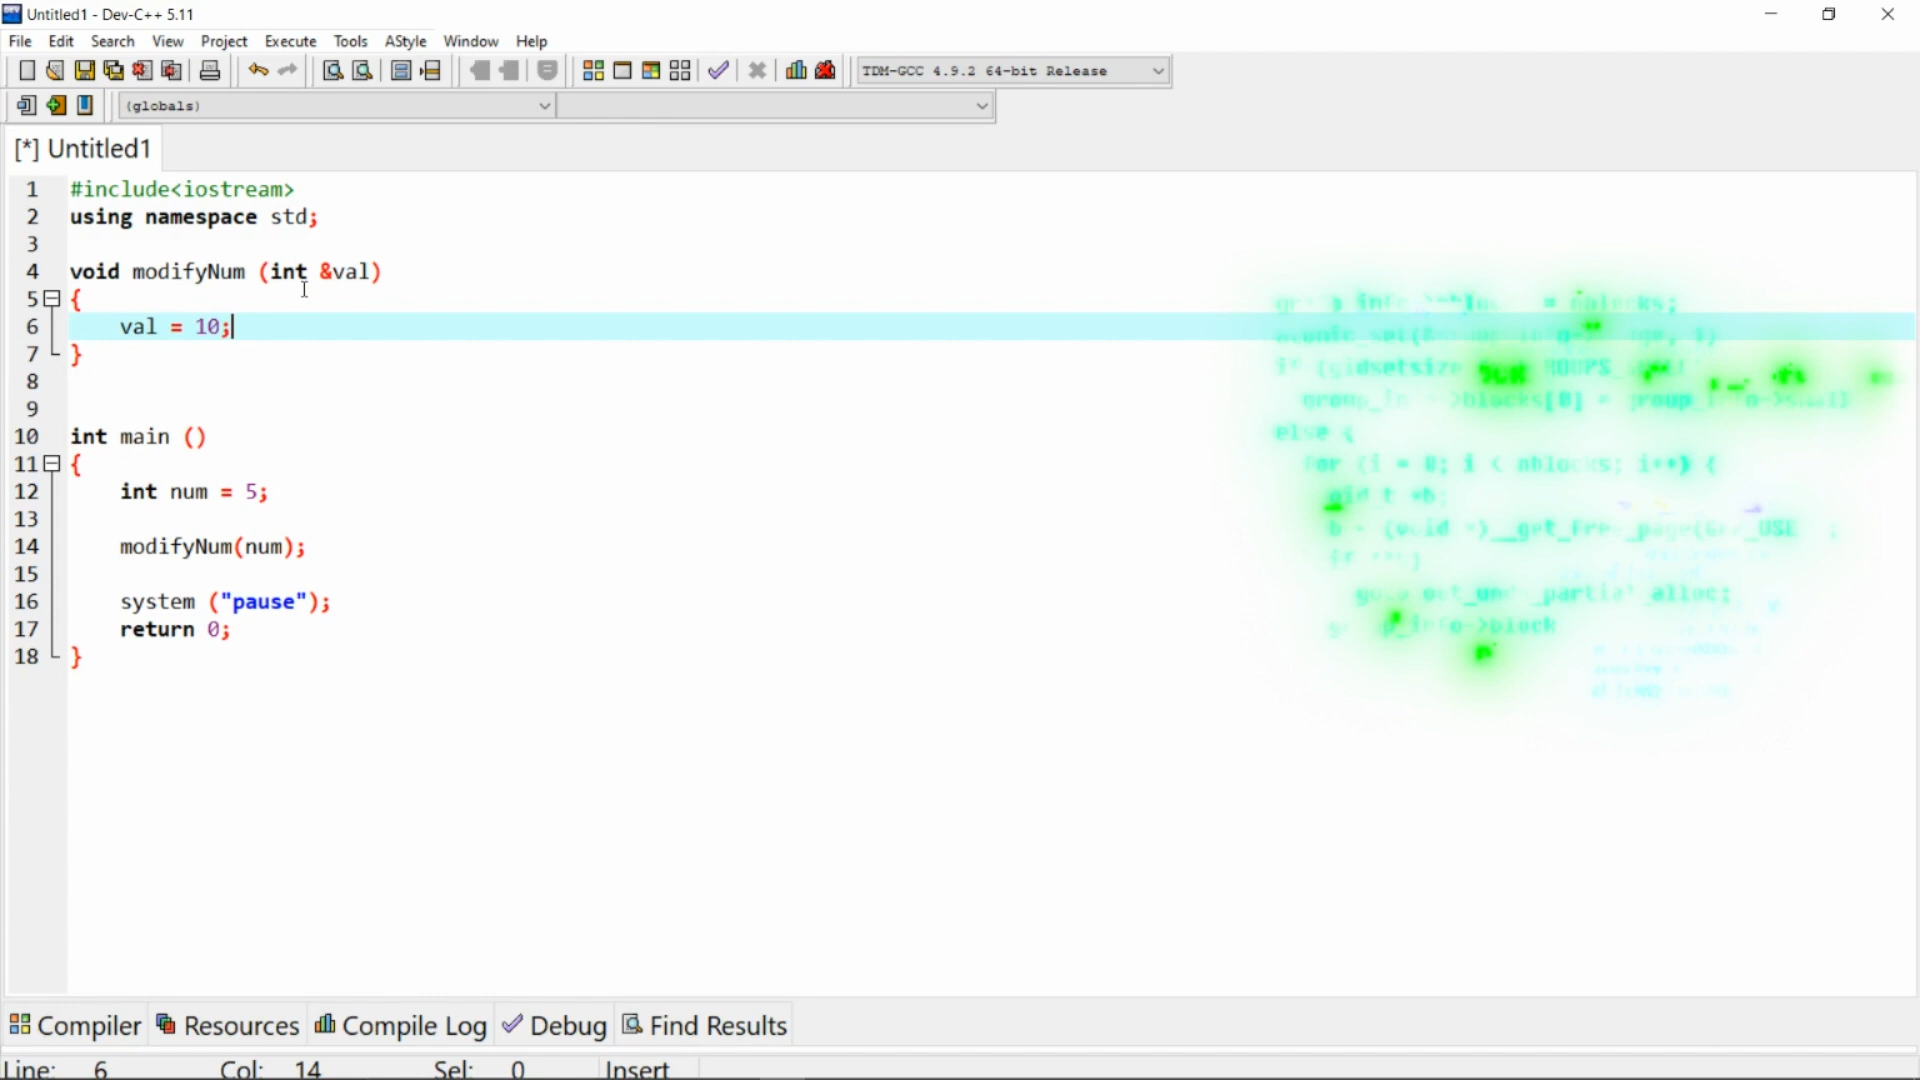 Untitled1 - Dev-C++ 5.11
File Edit Search View Project Execute Tools AStyle Window Help
TDM-GCC 4.9.2 64-bit Release
(globals)
[*] Untitled1
1 #include<iostream>
2 using namespace std;
3
4 void modifyNum (int &val)
5 {
6 val = 10;
7 }
8
9
10 int main ()
11 {
12 int num = 5;
13
14 modifyNum(num);
15
16 system ("pause");
17 return 0;
18 }
else {
for (i = 0; i < nblocks; i++) {
Compiler Resources Compile Log Debug Find Results
Line: 6 Col: 14 Sel: 0 Insert